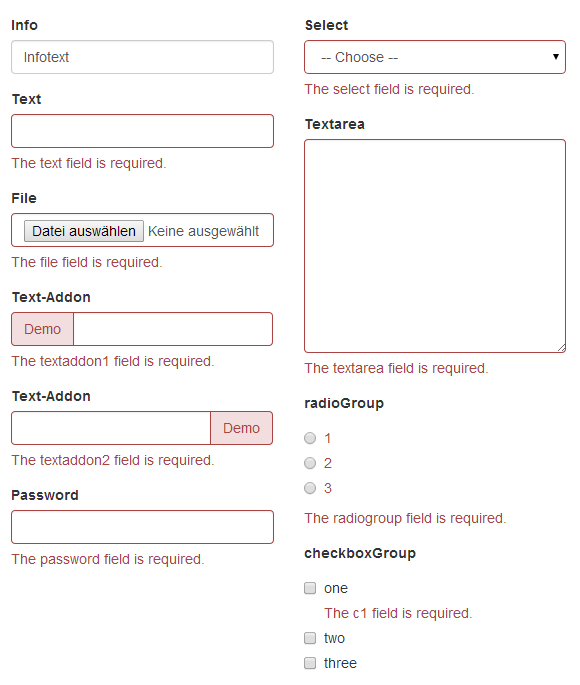 Info
Infotext
Text
The text field is required.
File
Datei auswählen Keine ausgewählt
The file field is required.
Text-Addon
Demo
The textaddon1 field is required.
Text-Addon
Demo
The textaddon2 field is required.
Password
The password field is required.
Select
-- Choose --
The select field is required.
Textarea
The textarea field is required.
radioGroup
1
2
3
The radiogroup field is required.
checkboxGroup
one
The c1 field is required.
two
three